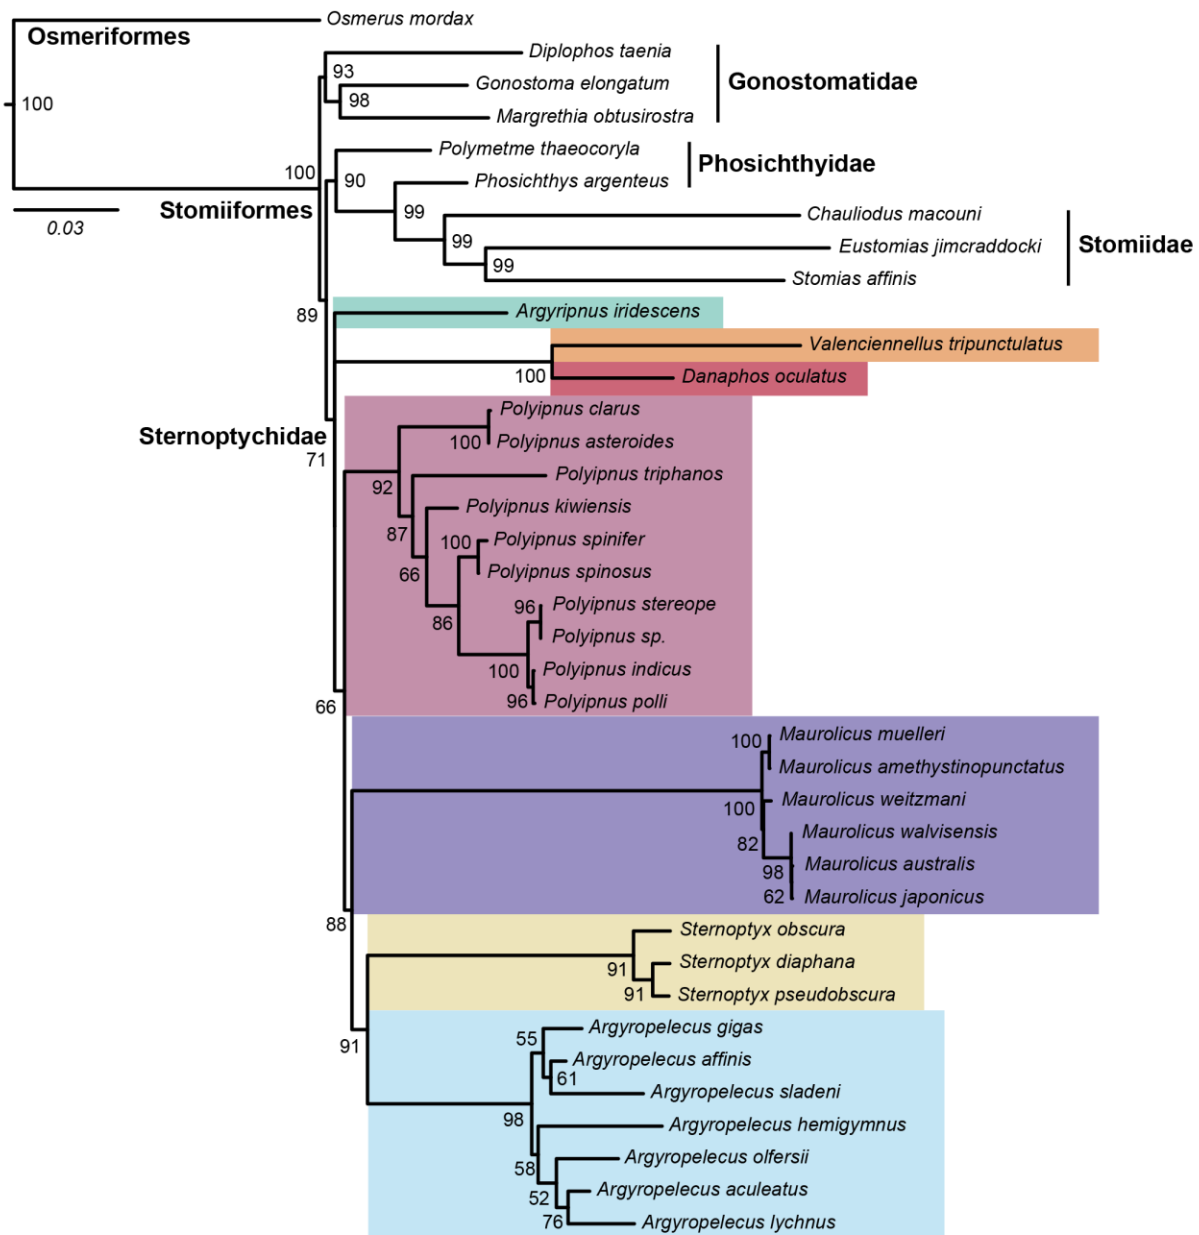 Osmerus mordax
Osmeriformes
Diplophos taenia
93
Gonostoma elongatum
Gonostomatidae
98
100
Margrethia obtusirostra
Polymetme thaeocoryla
Phosichthyidae
100
90
Phosichthys argenteus
Stomiiformes
99
Chauliodus macouni
0.03
99
Eustomias jimcraddocki
Stomiidae
99
Stomias affinis
89
Argyripnus iridescens
Valenciennellus tripunctulatus
100
Danaphos oculatus
Polyipnus clarus
Sternoptychidae
100
Polyipnus asteroides
71
Polyipnus triphanos
92
Polyipnus kiwiensis
87
Polyipnus spinifer
100
66
Polyipnus spinosus
Polyipnus stereope
96
86
Polyipnus sp.
100
Polyipnus indicus
96
Polyipnus polli
66
Maurolicus muelleri
100
Maurolicus amethystinopunctatus
Maurolicus weitzmani
100
Maurolicus walvisensis
82
Maurolicus australis
98
62
Maurolicus japonicus
88
Sternoptyx obscura
Sternoptyx diaphana
91
91
Sternoptyx pseudobscura
Argyropelecus gigas
55
91
Argyropelecus affinis
61
Argyropelecus sladeni
98
Argyropelecus hemigymnus
Argyropelecus olfersii
58
Argyropelecus aculeatus
52
76
Argyropelecus lychnus